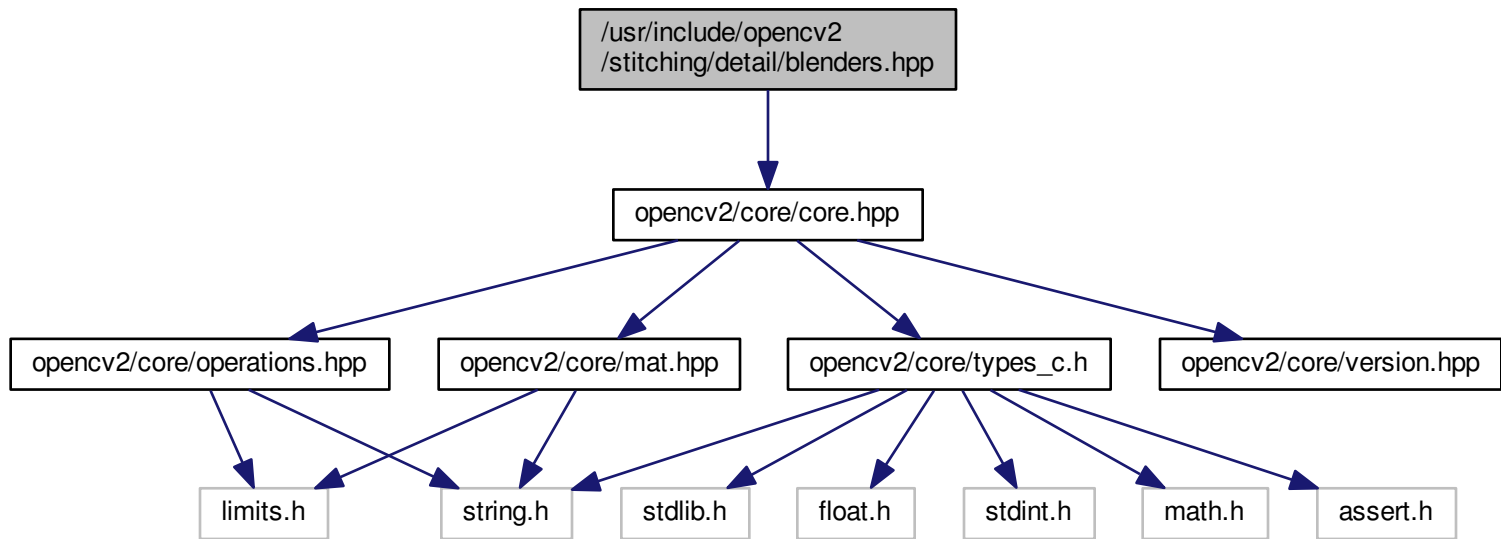 /usr/include/opencv2
/stitching/detail/blenders.hpp
opencv2/core/core.hpp
opencv2/core/operations.hpp
opencv2/core/mat.hpp
opencv2/core/types_c.h
opencv2/core/version.hpp
limits.h
string.h
stdlib.h
float.h
stdint.h
math.h
assert.h